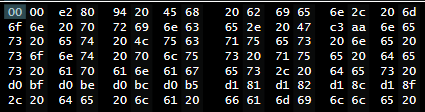 00 00 e2 80 94 20 45 68 20 62 69 65 6e 2c 20 6d
6f 6e 20 70 72 69 6e 63 65 2e 20 47 c3 aa 6e 65
73 20 65 74 20 4c 75 63 71 75 65 73 20 6e 65 20
73 6f 6e 74 20 70 6c 75 73 20 71 75 65 20 64 65
73 20 61 70 61 6e 61 67 65 73 2c 20 64 65 73 20
d0 bf d0 be d0 bc d0 b5 d1 81 d1 82 d1 8c d1 8f
2c 20 64 65 20 6c 61 20 66 61 6d 69 6c 6c 65 20